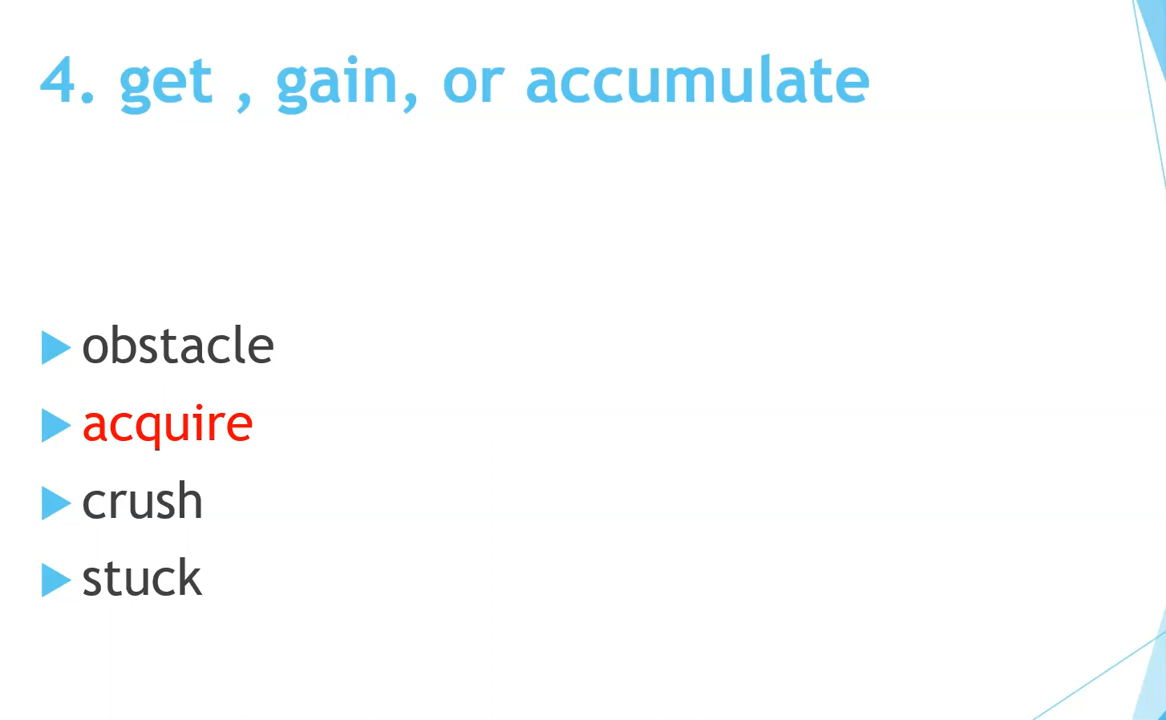 4. get , gain, or accumulate
obstacle
acquire
crush
stuck